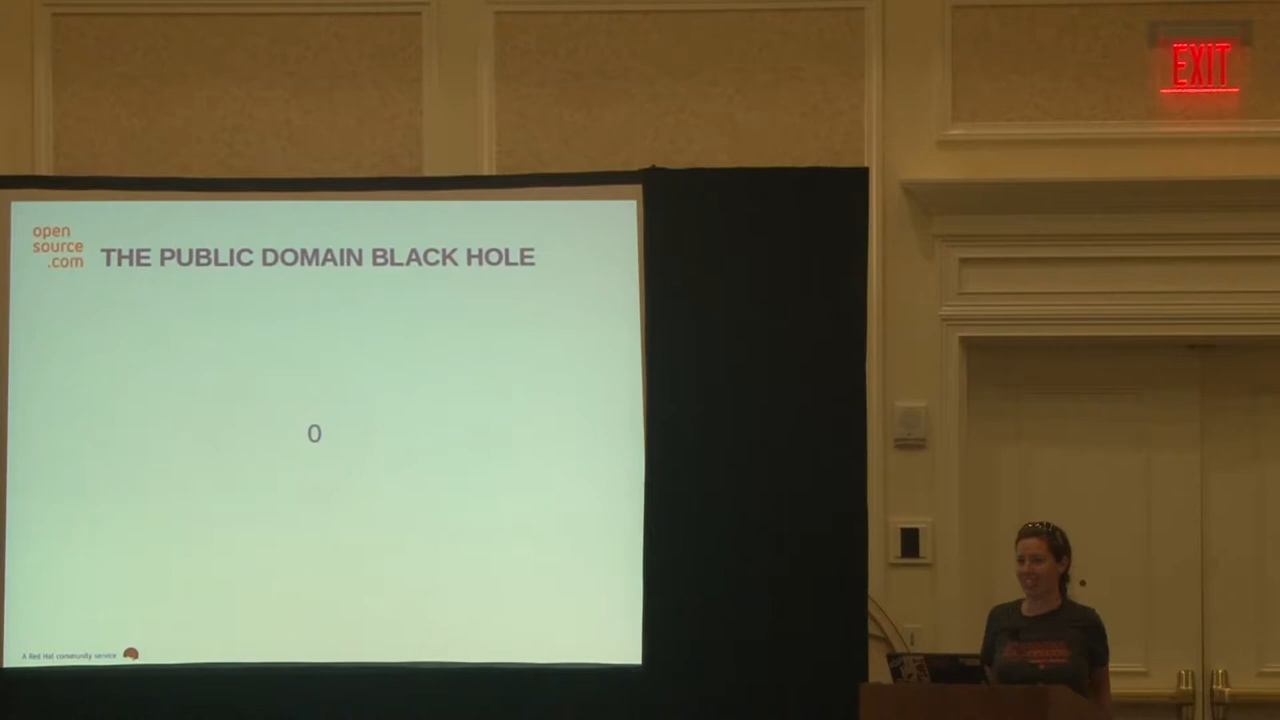 EXIT
open
source
.com
THE PUBLIC DOMAIN BLACK HOLE
0
A Red Hat community service